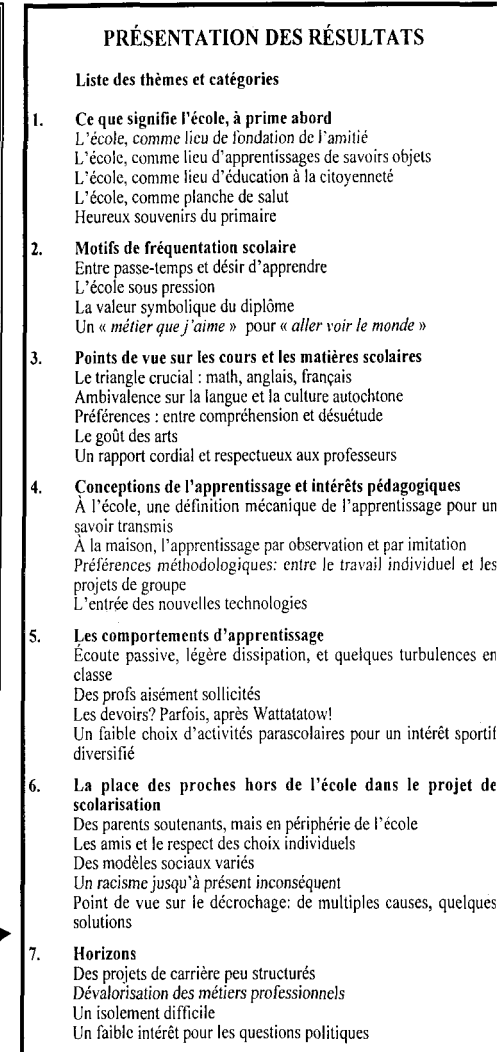 PRÉSENTATION DES RÉSULTATS
Liste des thèmes et catégories
1. Ce que signifie l'école, à prime abord
L'école, comme lieu de fondation de l'amitié
L'école, comme lieu d'apprentissages de savoirs objets
L'école, comme lieu d'éducation à la citoyenneté
L'école, comme planche de salut
Heureux souvenirs du primaire
2. Motifs de fréquentation scolaire
Entre passe-temps et désir d'apprendre
L'école sous pression
La valeur symbolique du diplôme
Un « métier que j'aime » pour « aller voir le monde »
3. Points de vue sur les cours et les matières scolaires
Le triangle crucial : math, anglais, français
Ambivalence sur la langue et la culture autochtone
Préférences : entre compréhension et désuétude
Le goût des arts
Un rapport cordial et respectueux aux professeurs
4. Conceptions de l'apprentissage et intérêts pédagogiques
À l'école, une définition mécanique de l'apprentissage pour un
savoir transmis
À la maison, l'apprentissage par observation et par imitation
Préférences méthodologiques: entre le travail individuel et les
projets de groupe
L'entrée des nouvelles technologies
5. Les comportements d'apprentissage
Écoute passive, légère dissipation, et quelques turbulences en
classe
Des profs aisément sollicités
Les devoirs? Parfois, après Wattatatow!
Un faible choix d'activités parascolaires pour un intérêt sportif
diversifié
6. La place des proches hors de l'école dans le projet de
scolarisation
Des parents soutenants, mais en périphérie de l'école
Les amis et le respect des choix individuels
Des modèles sociaux variés
Un racisme jusqu'à présent inconséquent
Point de vue sur le décrochage: de multiples causes, quelques
solutions
7. Horizons
Des projets de carrière peu structurés
Dévalorisation des métiers professionnels
Un isolement difficile
Un faible intérêt pour les questions politiques